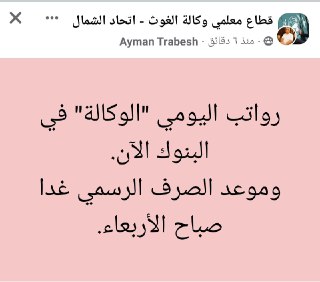 قطاع معلمي وكالة الغوث - اتحاد الشمال
Ayman Trabesh · منذ ٦ دقائق ·
رواتب اليومي "الوكالة" في
البنوك الآن.
وموعد الصرف الرسمي غدا
صباح الأربعاء.